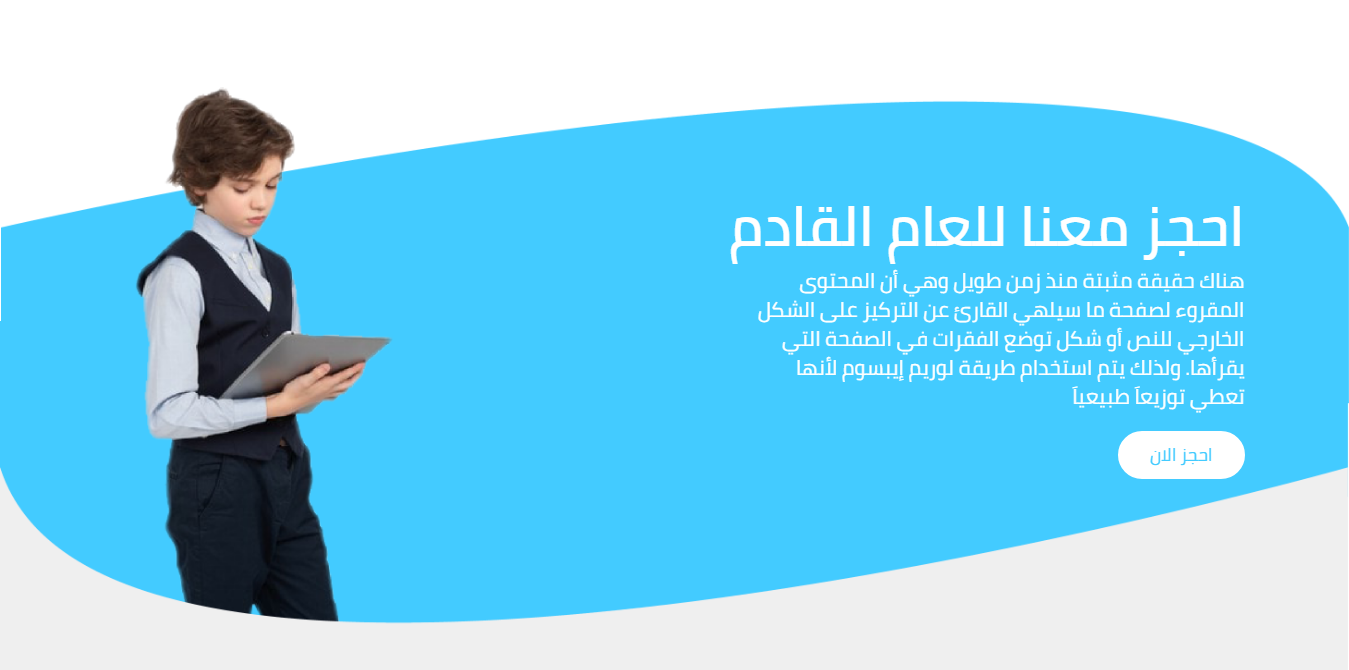 احجز معنا للعام القادم
هناك حقيقة مثبتة منذ زمن طويل وهي أن المحتوى
المقروء لصفحة ما سيلهي القارئ عن التركيز على الشكل
الخارجي للنص أو شكل توضع الفقرات في الصفحة التي
يقرأها. ولذلك يتم استخدام طريقة لوريم إيبسوم لأنها
تعطي توزيعاَ طبيعياَ
احجز الان